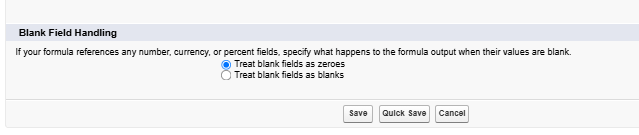 Blank Field Handling
If your formula references any number, currency, or percent fields, specify what happens to the formula output when their values are blank.
Treat blank fields as zeroes
Treat blank fields as blanks
Save Quick Save Cancel